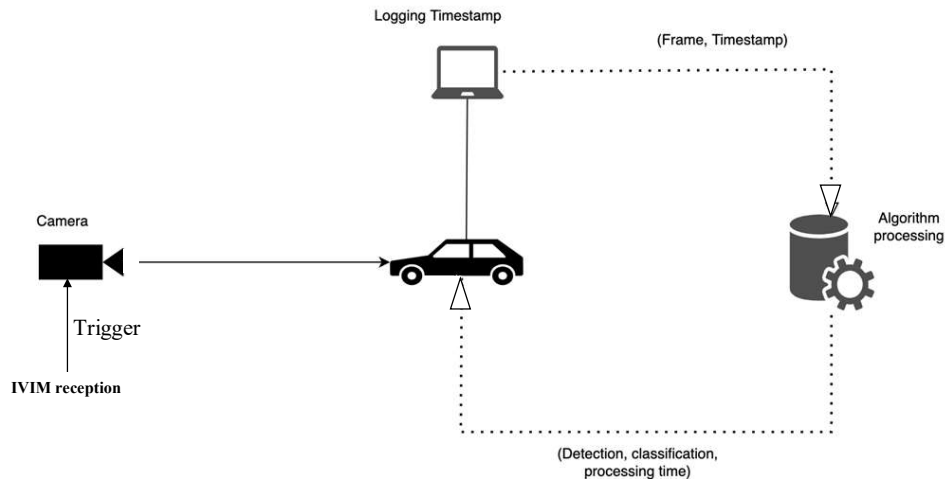 Logging Timestamp
(Frame, Timestamp)
Camera
Algorithm
processing
Trigger
IVIM reception
(Detection, classification,
processing time)